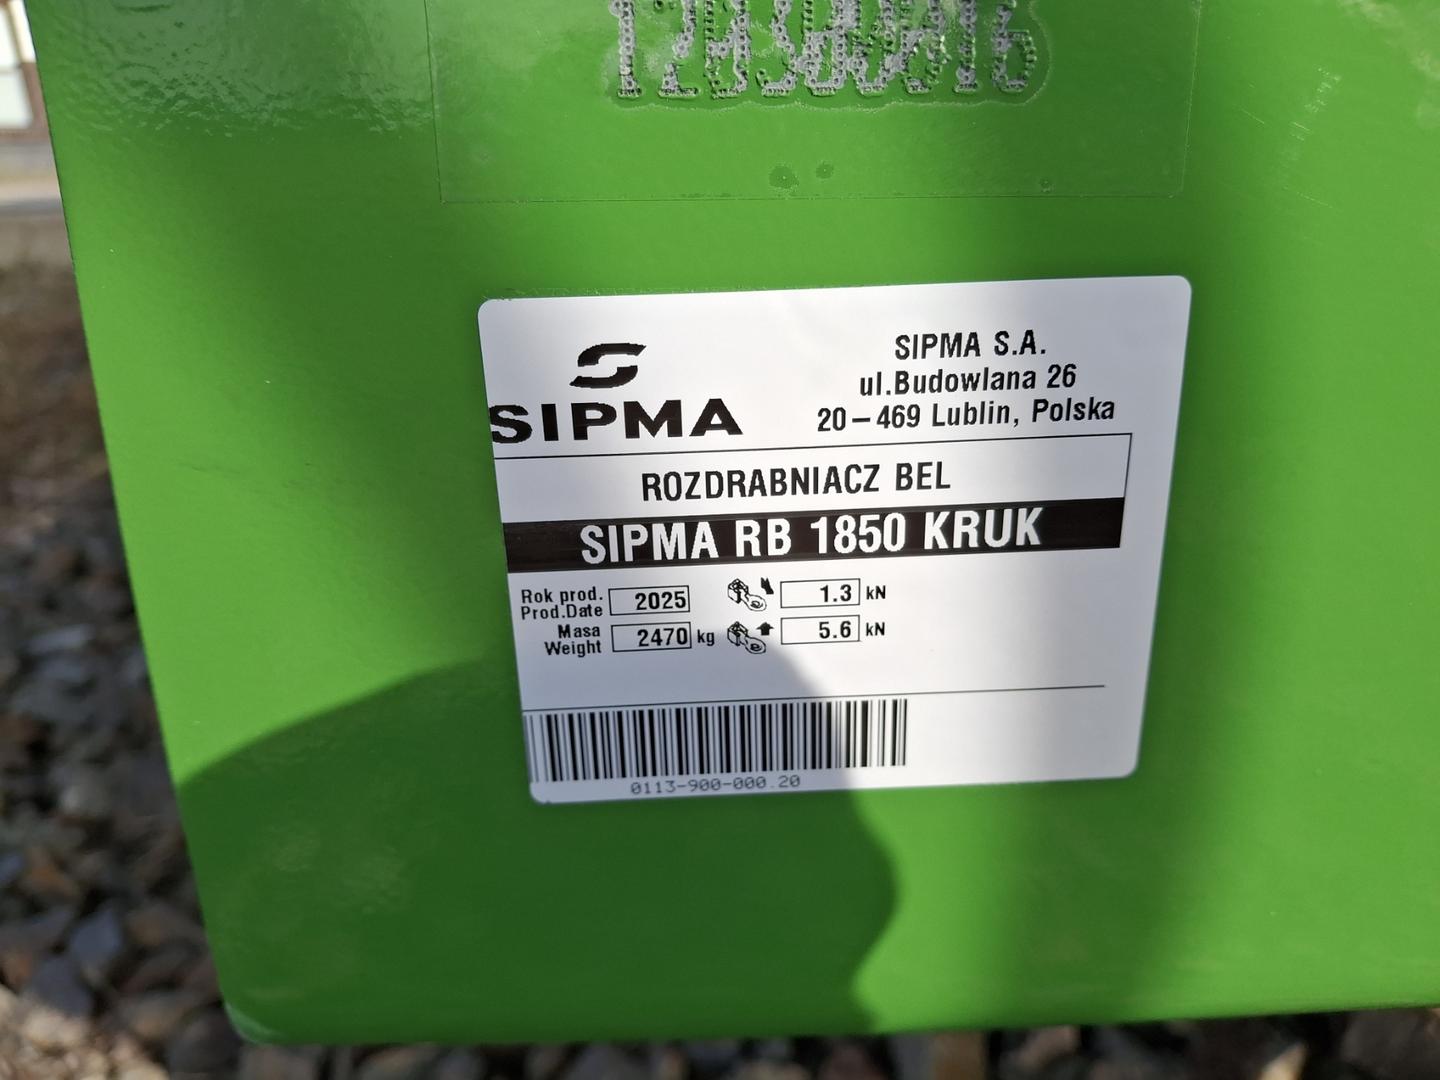 SIPMA
SIPMA S.A.
ul.Budowlana 26
20-469 Lublin, Polska
ROZDRABNIACZ BEL
SIPMA RB 1850 KRUK
Rok prod.
Prod.Date 2025
1.3 kN
Masa
Weight 2470 kg
5.6 kN
0113-900-000.20